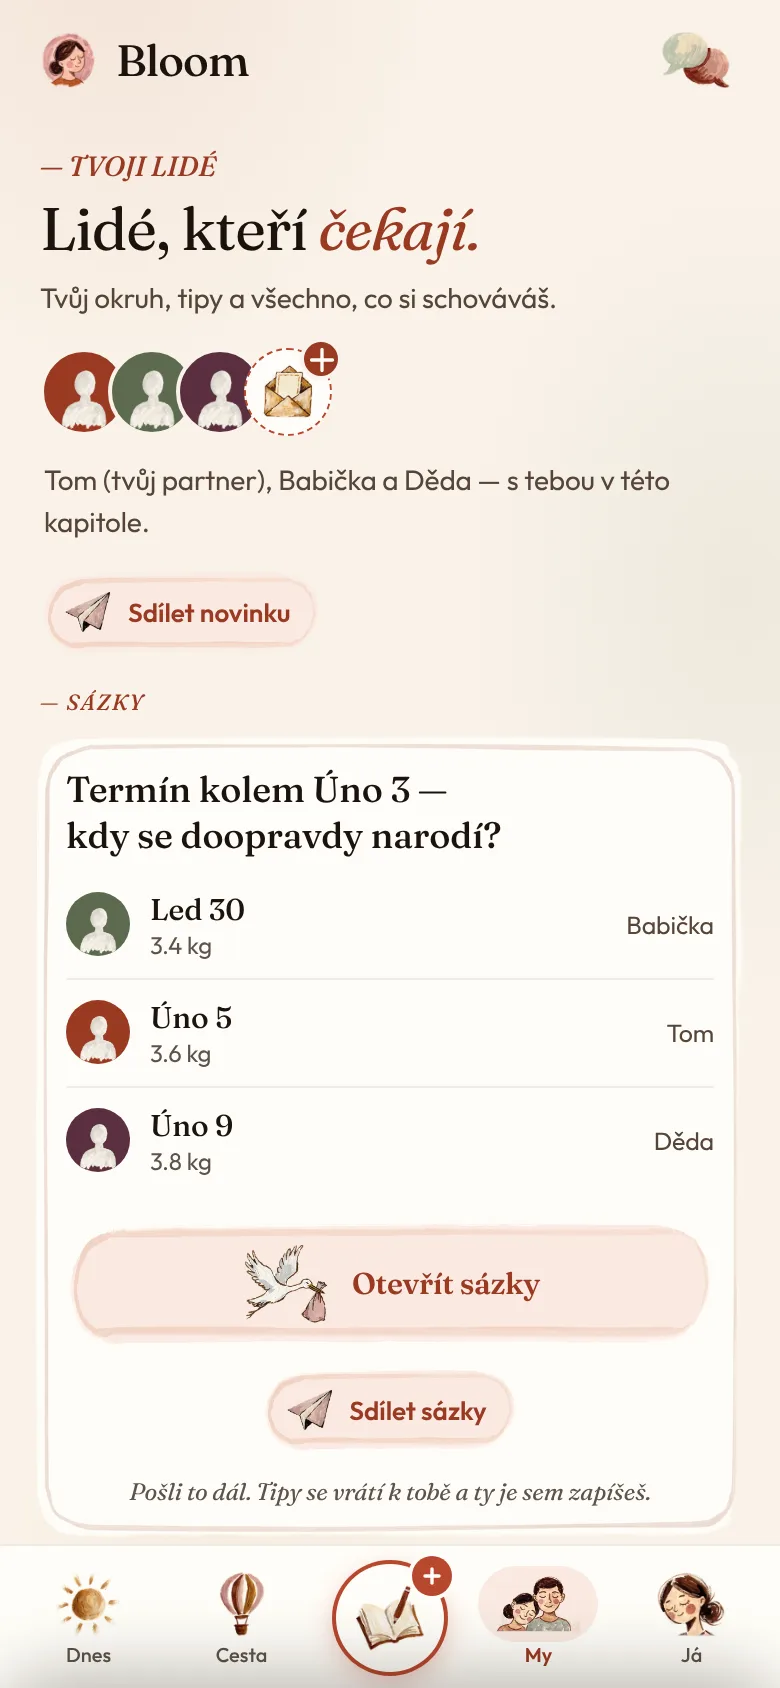 Bloom
— TVOJI LIDÉ
Lidé, kteří čekají.
Tvůj okruh, tipy a všechno, co si schováváš.
Tom (tvůj partner), Babička a Děda — s tebou v této
kapitole.
Sdílet novinku
— SÁZKY
Termín kolem Úno 3 —
kdy se doopravdy narodí?
Led 30
3.4 kg
Babička
Úno 5
3.6 kg
Tom
Úno 9
3.8 kg
Děda
Otevřít sázky
Sdílet sázky
Pošli to dál. Tipy se vrátí k tobě a ty je sem zapíšeš.
Dnes
Cesta
My
Já